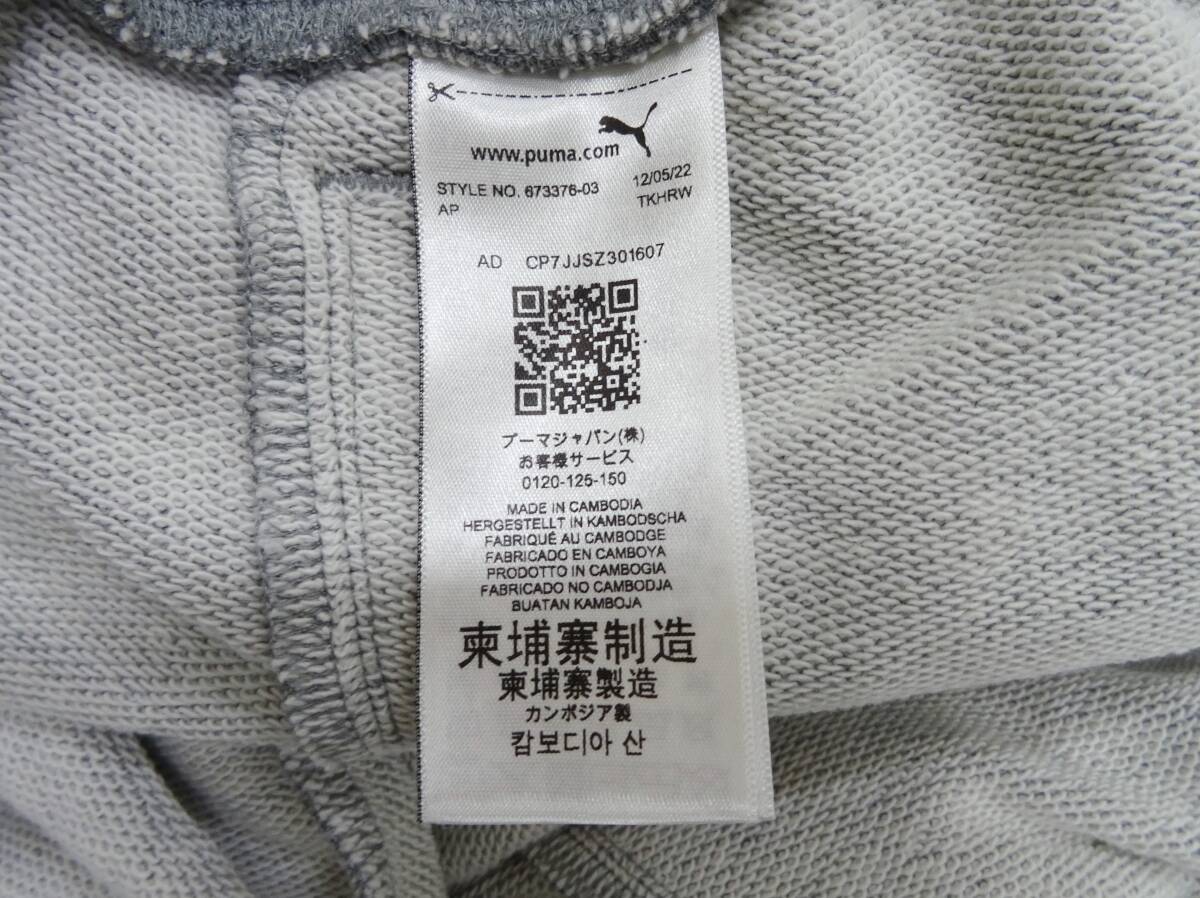 www.puma.com
STYLE NO. 673376-03 12/05/22
AP TKHRW
AD CP7JJSZ301607
プーマジャパン(株)
お客様サービス
0120-125-150
MADE IN CAMBODIA
HERGESTELLT IN KAMBODSCHA
FABRIQUÉ AU CAMBODGE
FABRICADO EN CAMBOYA
PRODOTTO IN CAMBOGIA
FABRICADO NO CAMBODJA
BUATAN KAMBOJA
柬埔寨制造
柬埔寨製造
カンボジア製
캄보디아 산